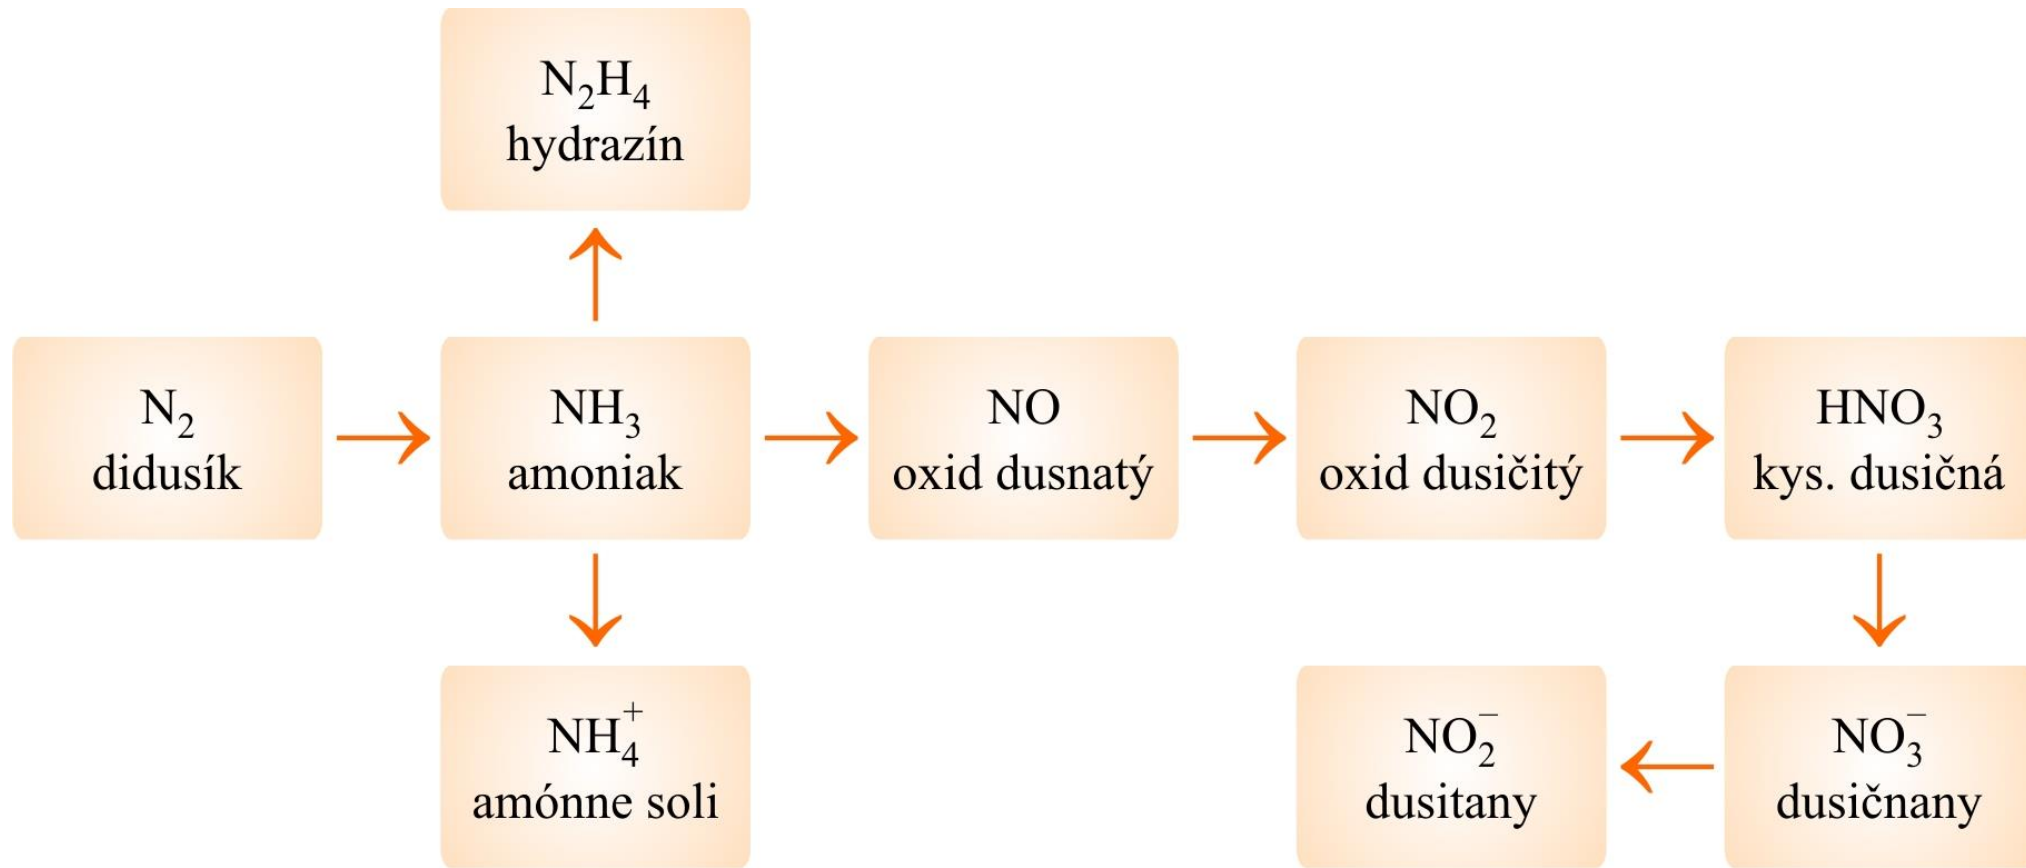 N₂H₄
hydrazín
N₂
didusík
NH₃
amoniak
NO
oxid dusnatý
NO₂
oxid dusičitý
HNO₃
kys. dusičná
NH₄⁺
amónne soli
NO₂⁻
dusitany
NO₃⁻
dusičnany